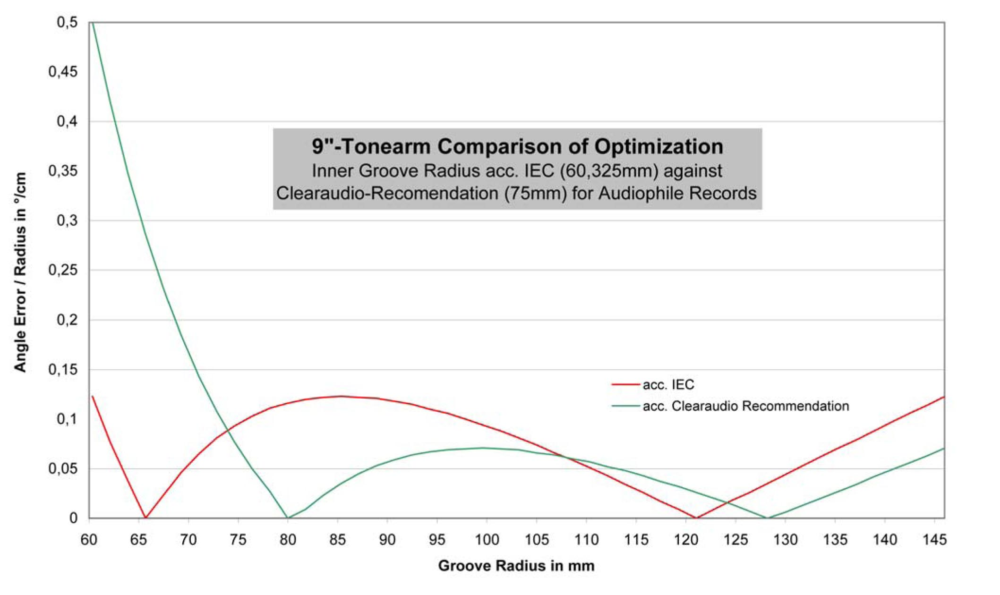 0,5
0,45
0,4
0,35
0,3
0,25
0,2
0,15
0,1
0,05
0
Angle Error / Radius in °/cm
9"-Tonearm Comparison of Optimization
Inner Groove Radius acc. IEC (60,325mm) against
Clearaudio-Recomendation (75mm) for Audiophile Records
acc. IEC
acc. Clearaudio Recommendation
60 65 70 75 80 85 90 95 100 105 110 115 120 125 130 135 140 145
Groove Radius in mm